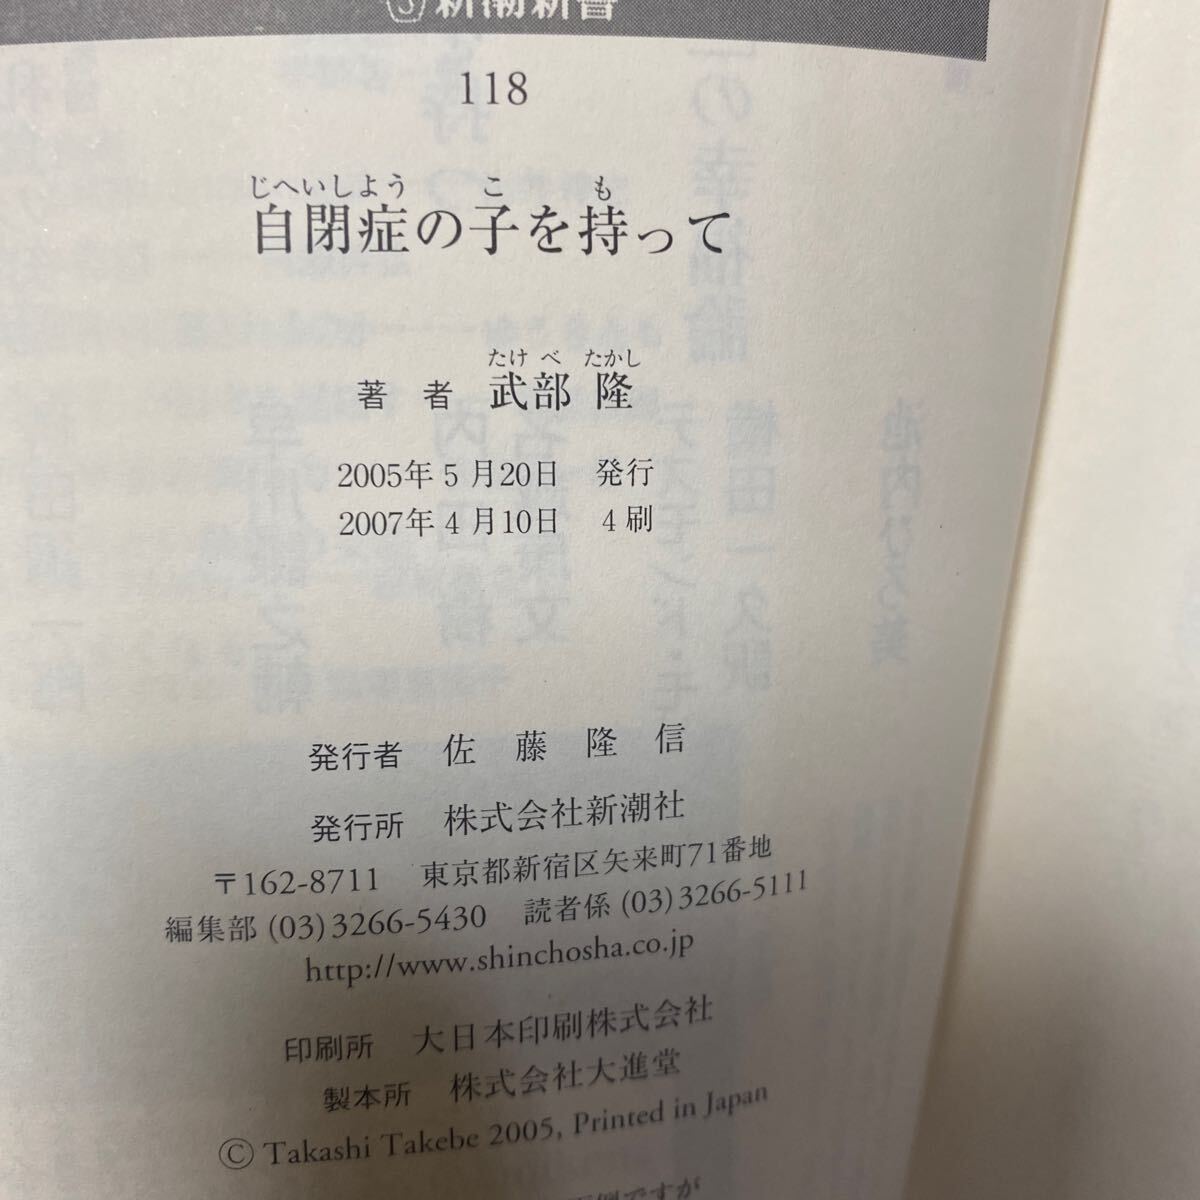 Ⓢ新潮新書
118
じへいしよう こ も
自閉症の子を持って
たけべ たかし
著者 武部 隆
2005年5月20日 発行
2007年4月10日 4刷
発行者 佐藤隆信
発行所 株式会社新潮社
〒162-8711 東京都新宿区矢来町71番地
編集部 (03)3266-5430 読者係 (03)3266-5111
http://www.shinchosha.co.jp
印刷所 大日本印刷株式会社
製本所 株式会社大進堂
© Takashi Takebe 2005, Printed in Japan
ですが